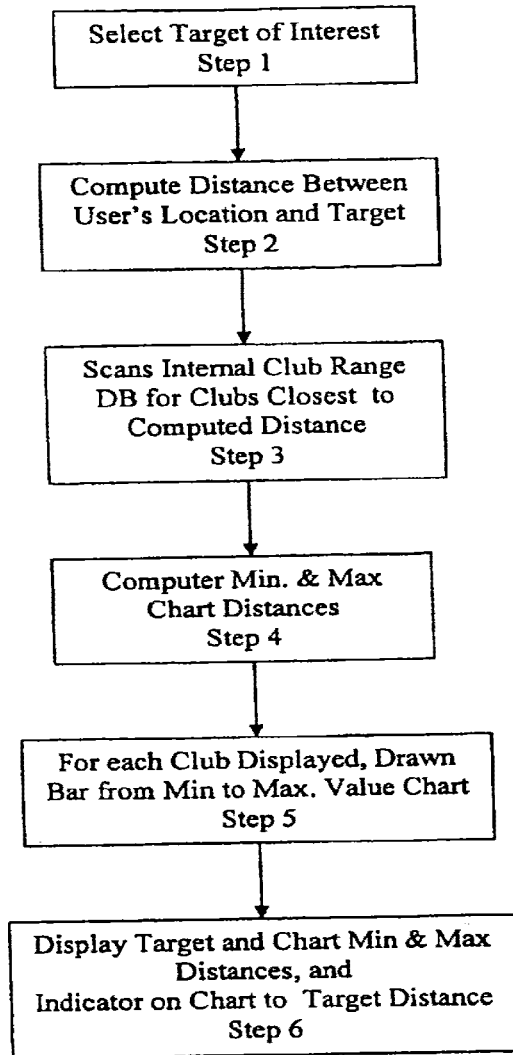 Select Target of Interest
Step 1
Compute Distance Between
User's Location and Target
Step 2
Scans Internal Club Range
DB for Clubs Closest to
Computed Distance
Step 3
Computer Min. & Max
Chart Distances
Step 4
For each Club Displayed, Drawn
Bar from Min to Max. Value Chart
Step 5
Display Target and Chart Min & Max
Distances, and
Indicator on Chart to Target Distance
Step 6